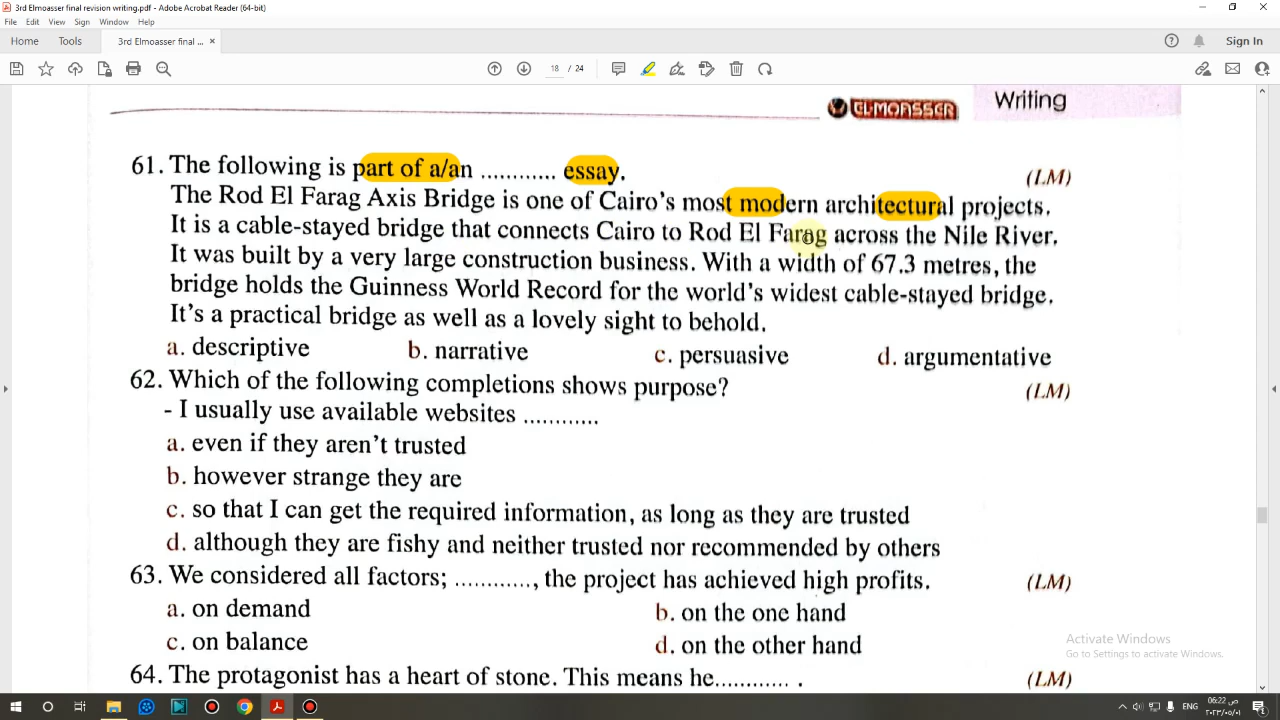 3rd Elmoasser final revision writing.pdf - Adobe Acrobat Reader (64-bit)
File Edit View Sign Window Help
Home Tools 3rd Elmoasser final ... × Sign In
18 / 24
EL-MOASSER Writing
61. The following is part of a/an ............ essay. (LM)
The Rod El Farag Axis Bridge is one of Cairo's most modern architectural projects.
It is a cable-stayed bridge that connects Cairo to Rod El Farag across the Nile River.
It was built by a very large construction business. With a width of 67.3 metres, the
bridge holds the Guinness World Record for the world's widest cable-stayed bridge.
It's a practical bridge as well as a lovely sight to behold.
a. descriptive b. narrative c. persuasive d. argumentative
62. Which of the following completions shows purpose? (LM)
- I usually use available websites ............
a. even if they aren't trusted
b. however strange they are
c. so that I can get the required information, as long as they are trusted
d. although they are fishy and neither trusted nor recommended by others
63. We considered all factors; ............, the project has achieved high profits. (LM)
a. on demand b. on the one hand
c. on balance d. on the other hand
64. The protagonist has a heart of stone. This means he............ . (LM)
Activate Windows
Go to Settings to activate Windows.
ENG 06:22 ص
٢٠٢٣/٠٥/٠١